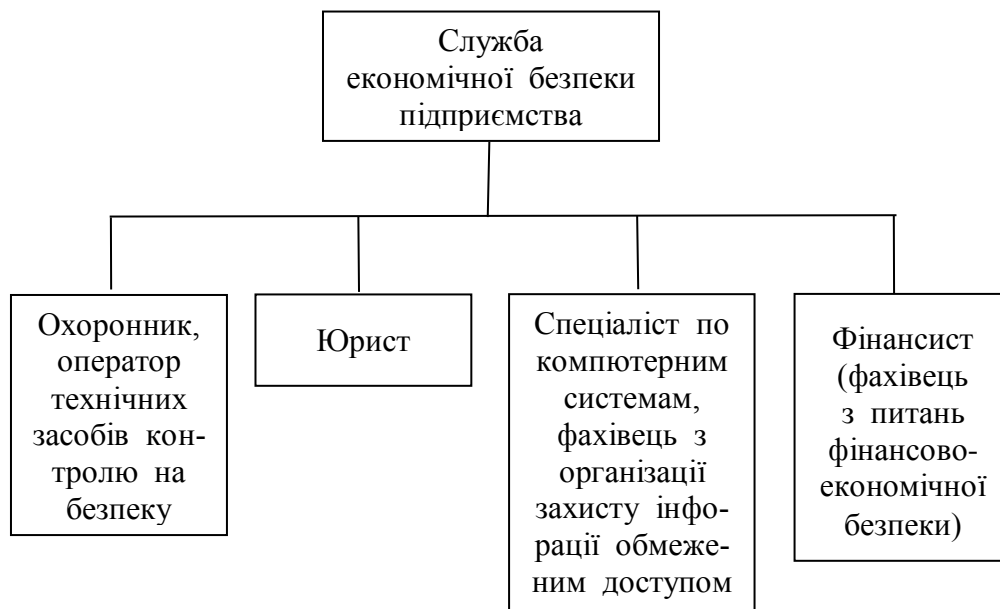 Служба
економічної безпеки
підприємства
Охоронник,
оператор
технічних
засобів кон-
тролю на
безпеку
Юрист
Спеціаліст по
компютерним
системам,
фахівець з
організації
захисту інфо-
рації обмеже-
ним доступом
Фінансист
(фахівець
з питань
фінансово-
економічної
безпеки)